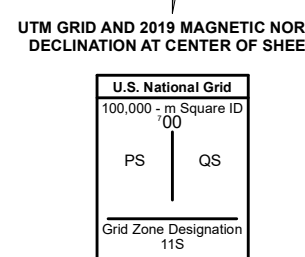 UTM GRID AND 2019 MAGNETIC NOR
DECLINATION AT CENTER OF SHEE
U.S. National Grid
100,000 - m Square ID
⁷00
PS QS
Grid Zone Designation
11S